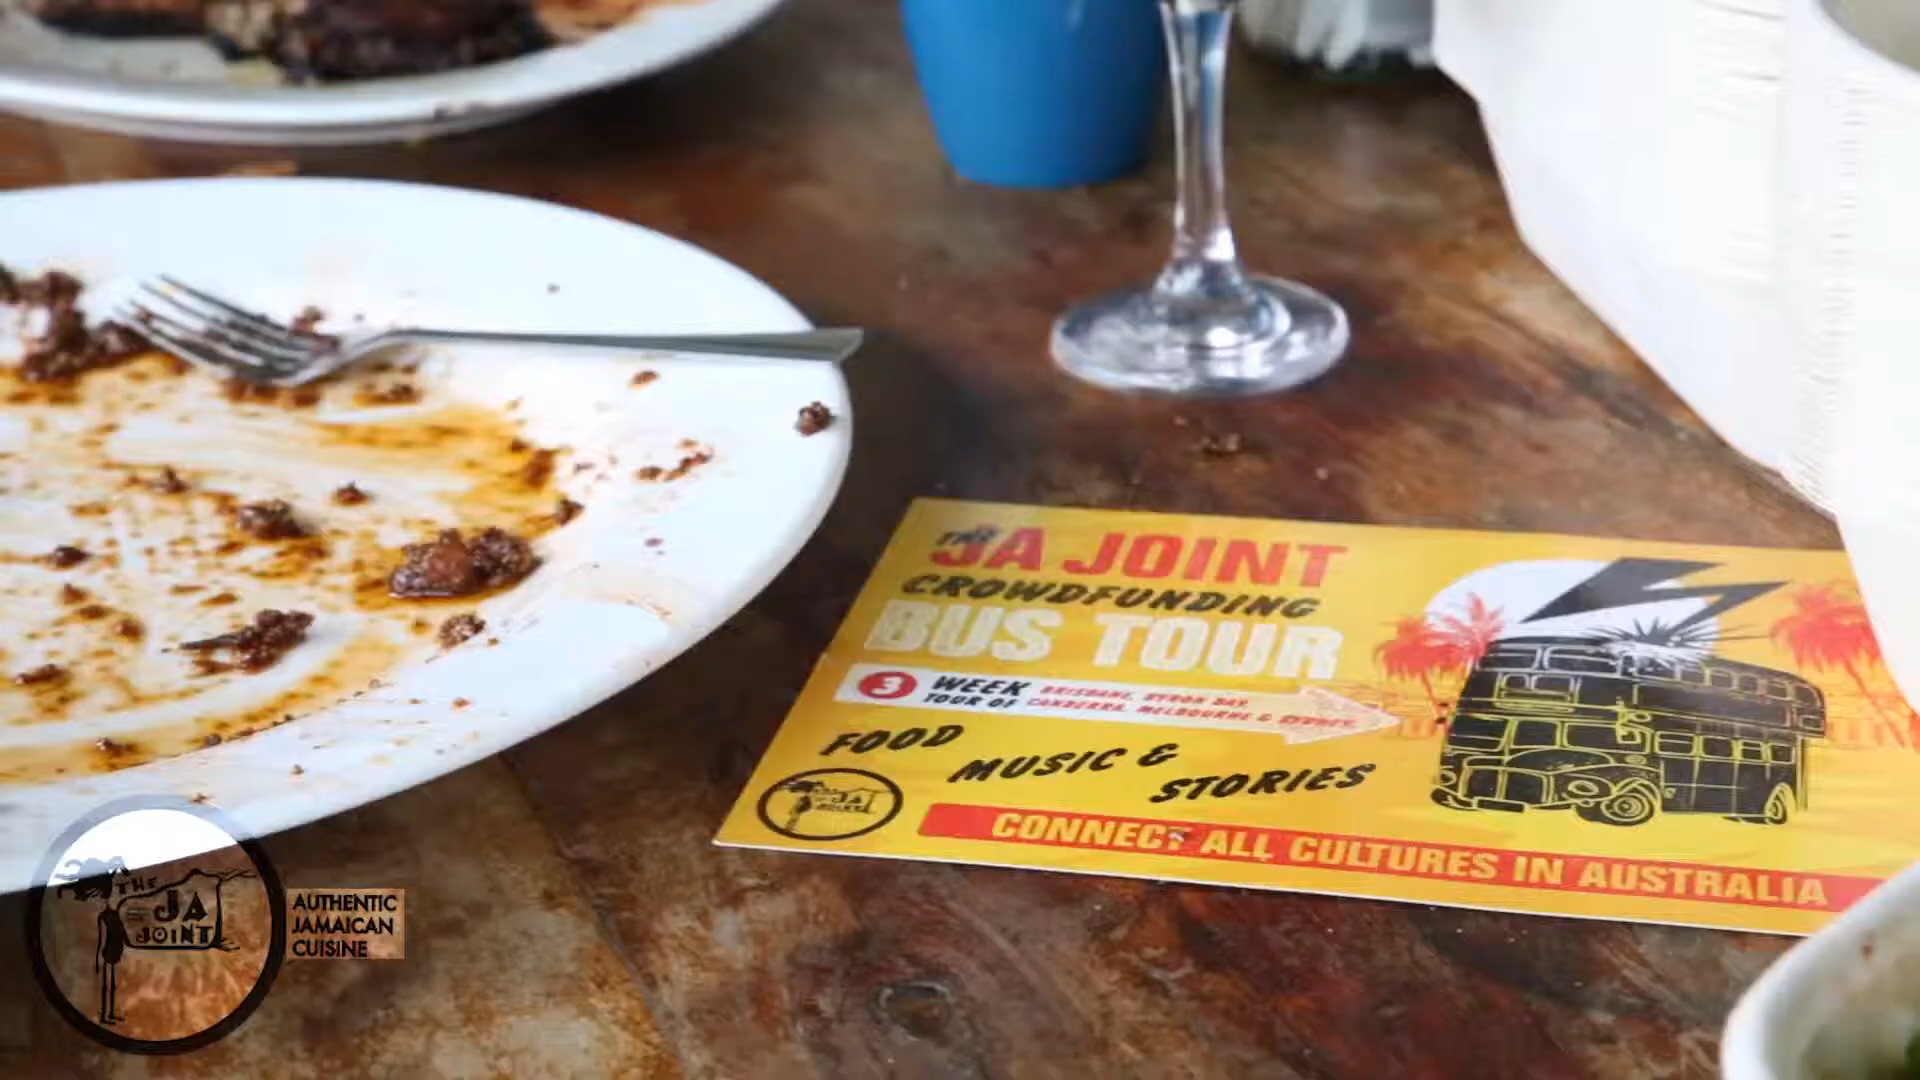 THE
JA JOINT
CROWDFUNDING
BUS TOUR
3 WEEK
TOUR OF
BRISBANE, BYRON BAY,
CANBERRA, MELBOURNE & SYDNEY
FOOD
MUSIC &
STORIES
CONNECT ALL CULTURES IN AUSTRALIA
THE
JA
JOINT
AUTHENTIC
JAMAICAN
CUISINE